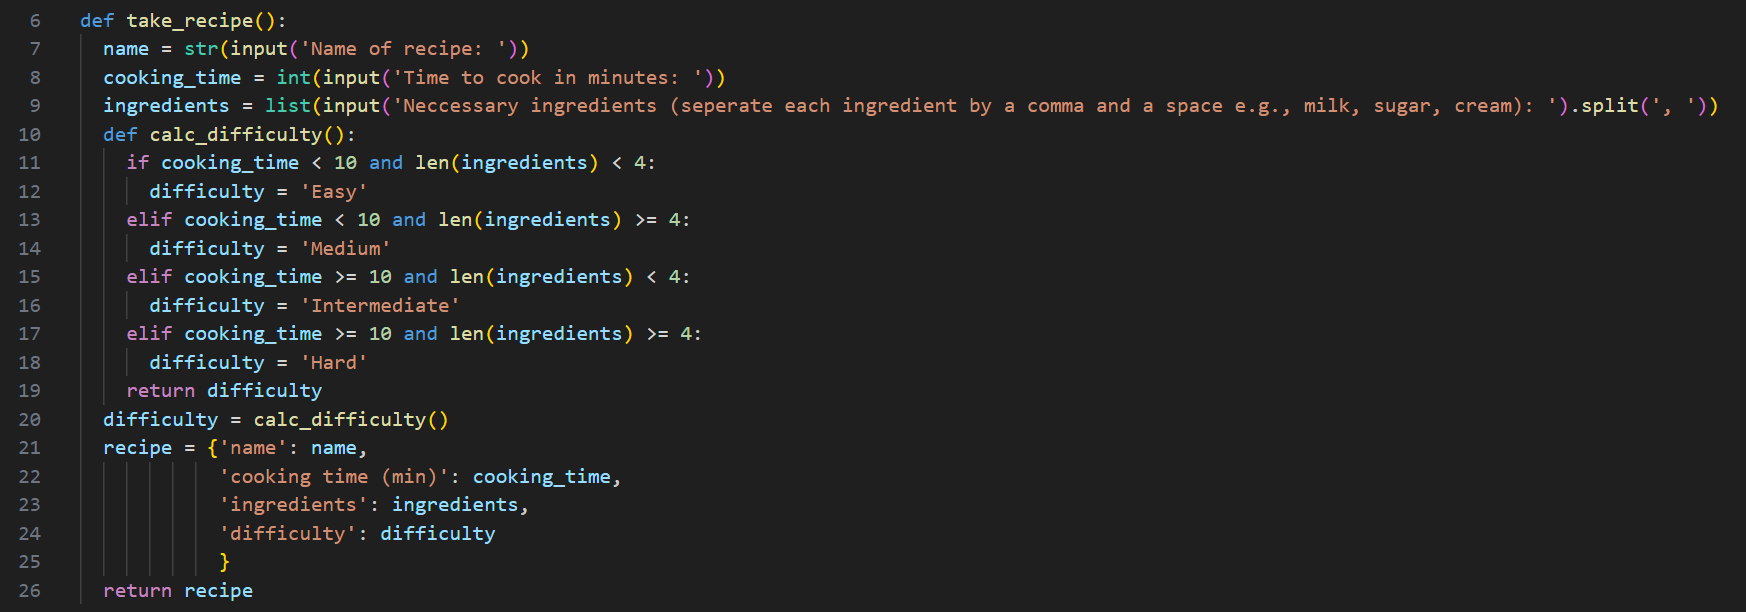 6 def take_recipe():
7 name = str(input('Name of recipe: '))
8 cooking_time = int(input('Time to cook in minutes: '))
9 ingredients = list(input('Neccessary ingredients (seperate each ingredient by a comma and a space e.g., milk, sugar, cream): ').split(', '))
10 def calc_difficulty():
11 if cooking_time < 10 and len(ingredients) < 4:
12 difficulty = 'Easy'
13 elif cooking_time < 10 and len(ingredients) >= 4:
14 difficulty = 'Medium'
15 elif cooking_time >= 10 and len(ingredients) < 4:
16 difficulty = 'Intermediate'
17 elif cooking_time >= 10 and len(ingredients) >= 4:
18 difficulty = 'Hard'
19 return difficulty
20 difficulty = calc_difficulty()
21 recipe = {'name': name,
22 'cooking time (min)': cooking_time,
23 'ingredients': ingredients,
24 'difficulty': difficulty
25 }
26 return recipe